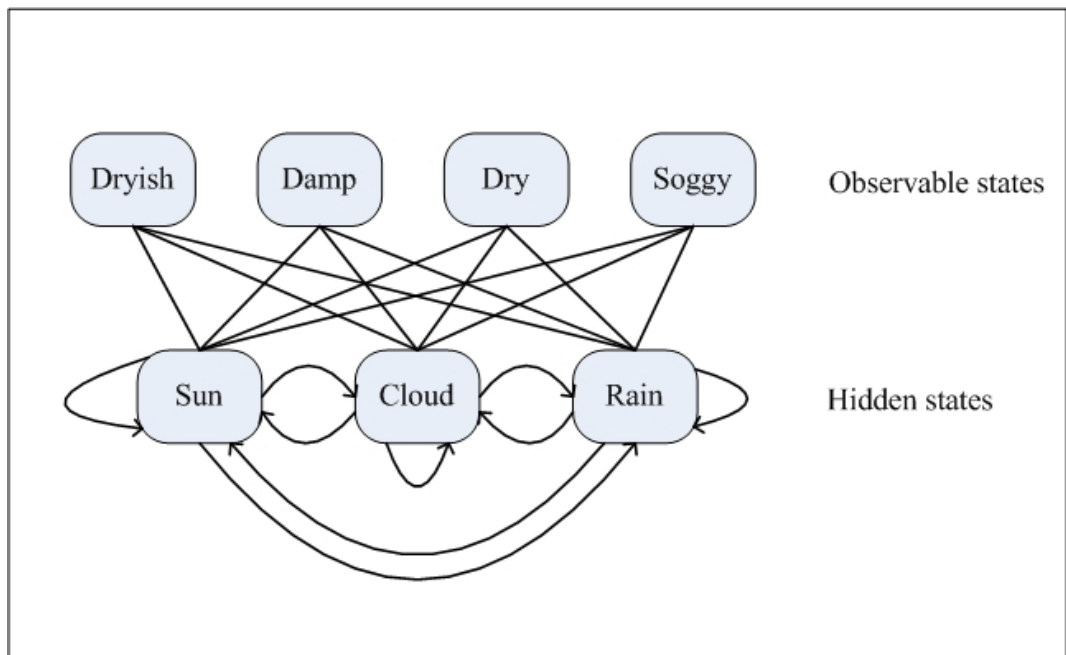 Dryish Damp Dry Soggy Observable states
Sun Cloud Rain Hidden states